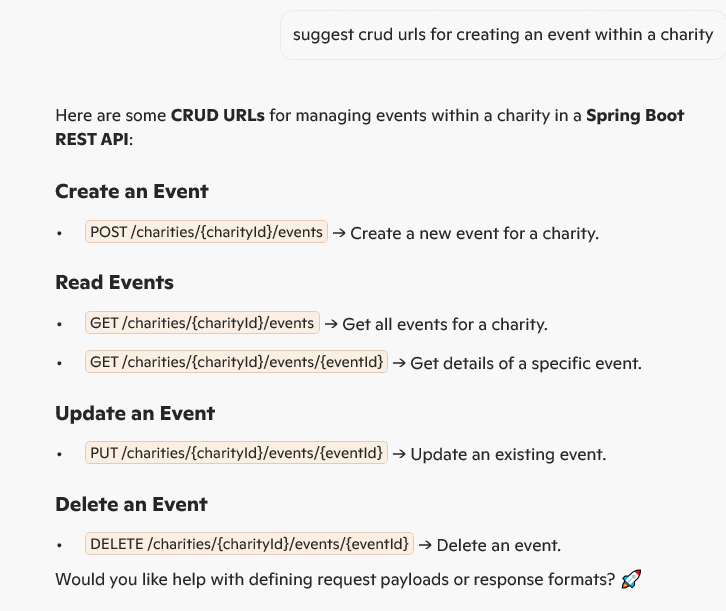 suggest crud urls for creating an event within a charity
Here are some CRUD URLs for managing events within a charity in a Spring Boot
REST API:
Create an Event
• POST /charities/{charityId}/events → Create a new event for a charity.
Read Events
• GET /charities/{charityId}/events → Get all events for a charity.
• GET /charities/{charityId}/events/{eventId} → Get details of a specific event.
Update an Event
• PUT /charities/{charityId}/events/{eventId} → Update an existing event.
Delete an Event
• DELETE /charities/{charityId}/events/{eventId} → Delete an event.
Would you like help with defining request payloads or response formats? 🚀